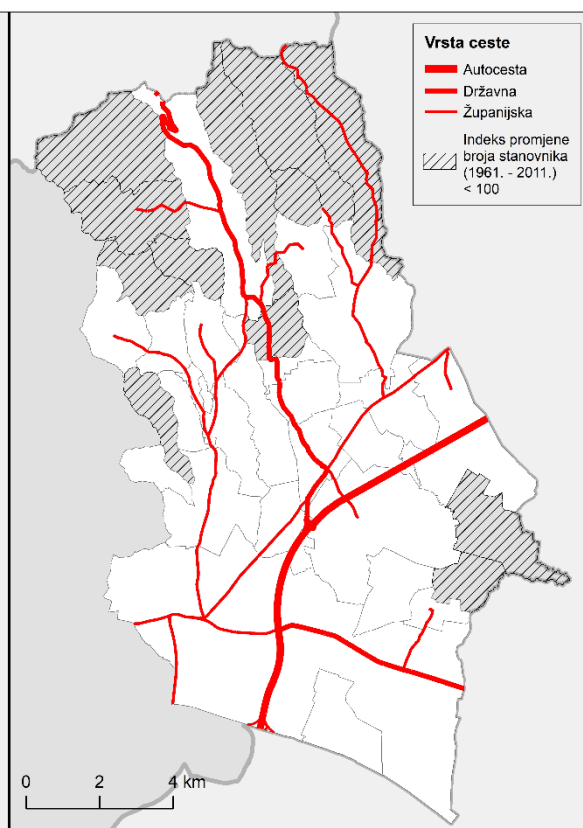 Vrsta ceste
Autocesta
Državna
Županijska
Indeks promjene
broja stanovnika
(1961. - 2011.)
< 100
0 2 4 km